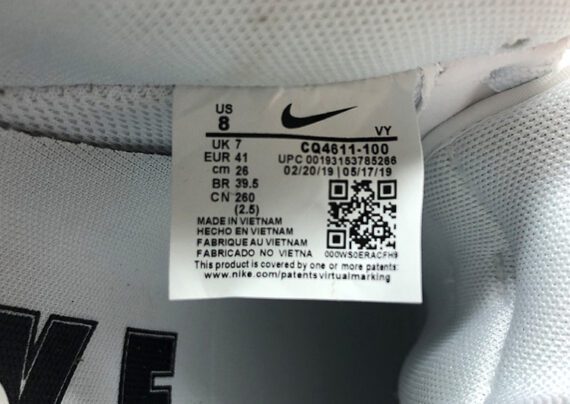 US
8
VY
UK 7
EUR 41
cm 26
BR 39.5
CN 260
(2.5)
CQ4611-100
UPC 00193153785266
02/20/19 | 05/17/19
MADE IN VIETNAM
HECHO EN VIETNAM
FABRIQUE AU VIETNAM
FABRICADO NO VIETNA
000WS0ERACFH9
This product is covered by one or more patents:
www.nike.com/patentsvirtualmarking